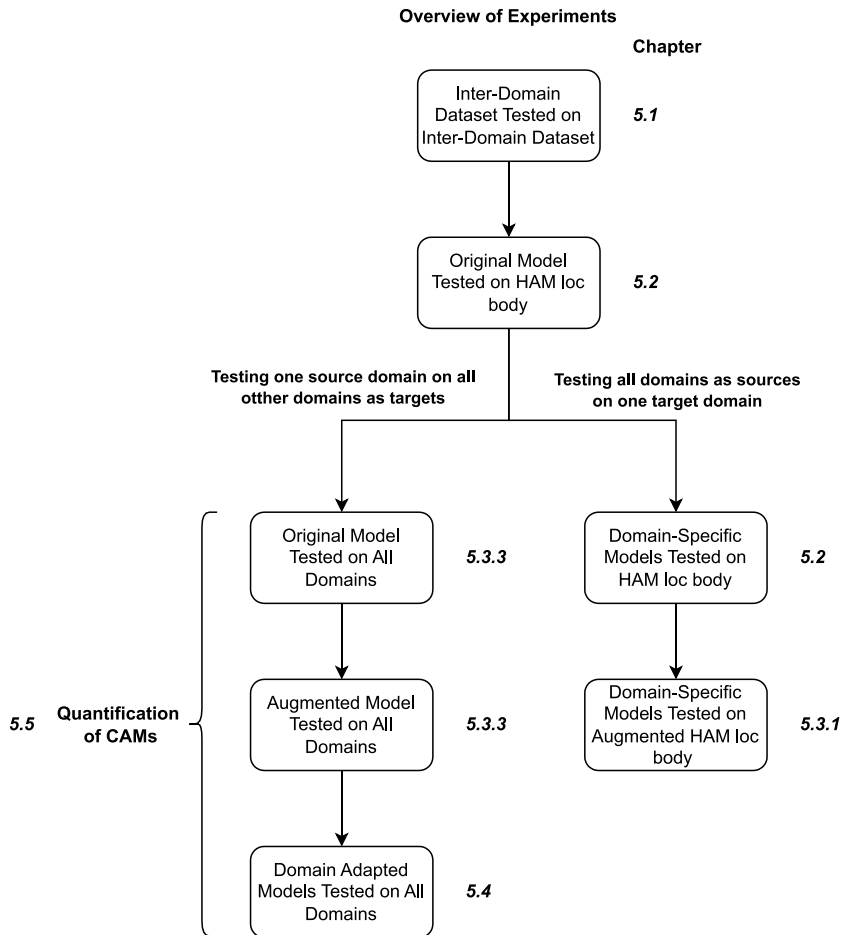 Overview of Experiments
Chapter
Inter-Domain
Dataset Tested on
Inter-Domain Dataset
5.1
Original Model
Tested on HAM loc
body
5.2
Testing one source domain on all
otther domains as targets
Testing all domains as sources
on one target domain
Original Model
Tested on All
Domains
5.3.3
Domain-Specific
Models Tested on
HAM loc body
5.2
5.5
Quantification
of CAMs
Augmented Model
Tested on All
Domains
5.3.3
Domain-Specific
Models Tested on
Augmented HAM loc
body
5.3.1
Domain Adapted
Models Tested on All
Domains
5.4